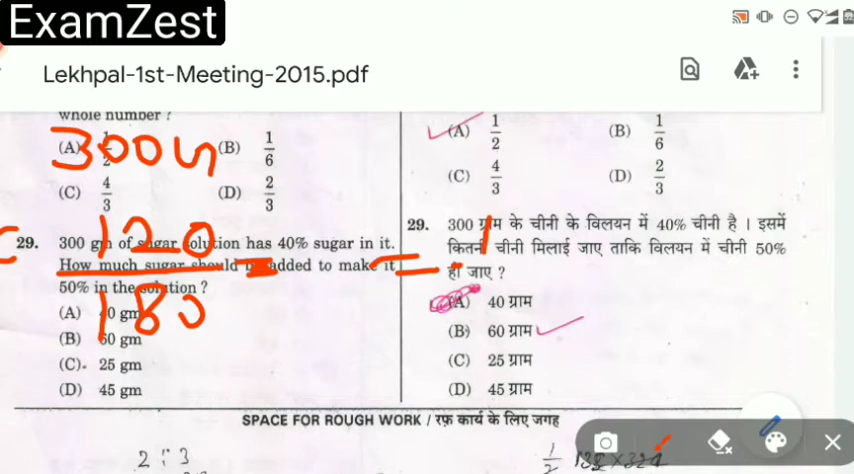 ExamZest
Lekhpal-1st-Meeting-2015.pdf
whole number ?
(A) 1/2 (B) 1/6
(C) 4/3 (D) 2/3
29. 300 gm of sugar solution has 40% sugar in it.
How much sugar should be added to make it
50% in the solution ?
(A) 40 gm
(B) 60 gm
(C) 25 gm
(D) 45 gm
300
120
180
= =
(A) 1/2 (B) 1/6
(C) 4/3 (D) 2/3
29. 300 ग्राम के चीनी के विलयन में 40% चीनी है । इसमें
कितनी चीनी मिलाई जाए ताकि विलयन में चीनी 50%
हो जाए ?
(A) 40 ग्राम
(B) 60 ग्राम
(C) 25 ग्राम
(D) 45 ग्राम
SPACE FOR ROUGH WORK / रफ़ कार्य के लिए जगह
2 : 3